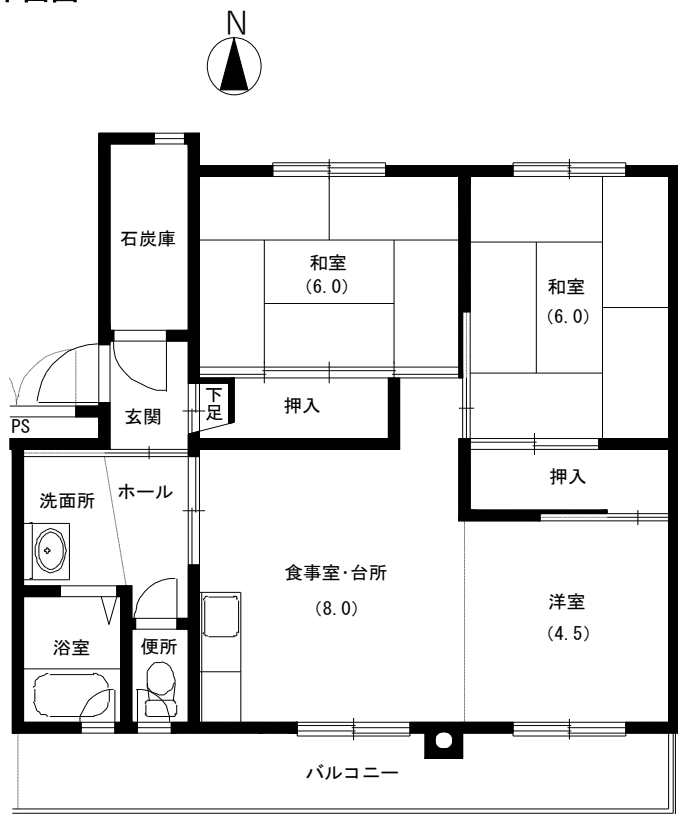 N
石炭庫
和室
(6.0)
和室
(6.0)
下足
押入
玄関
PS
押入
洗面所
ホール
食事室・台所
(8.0)
洋室
(4.5)
浴室
便所
バルコニー